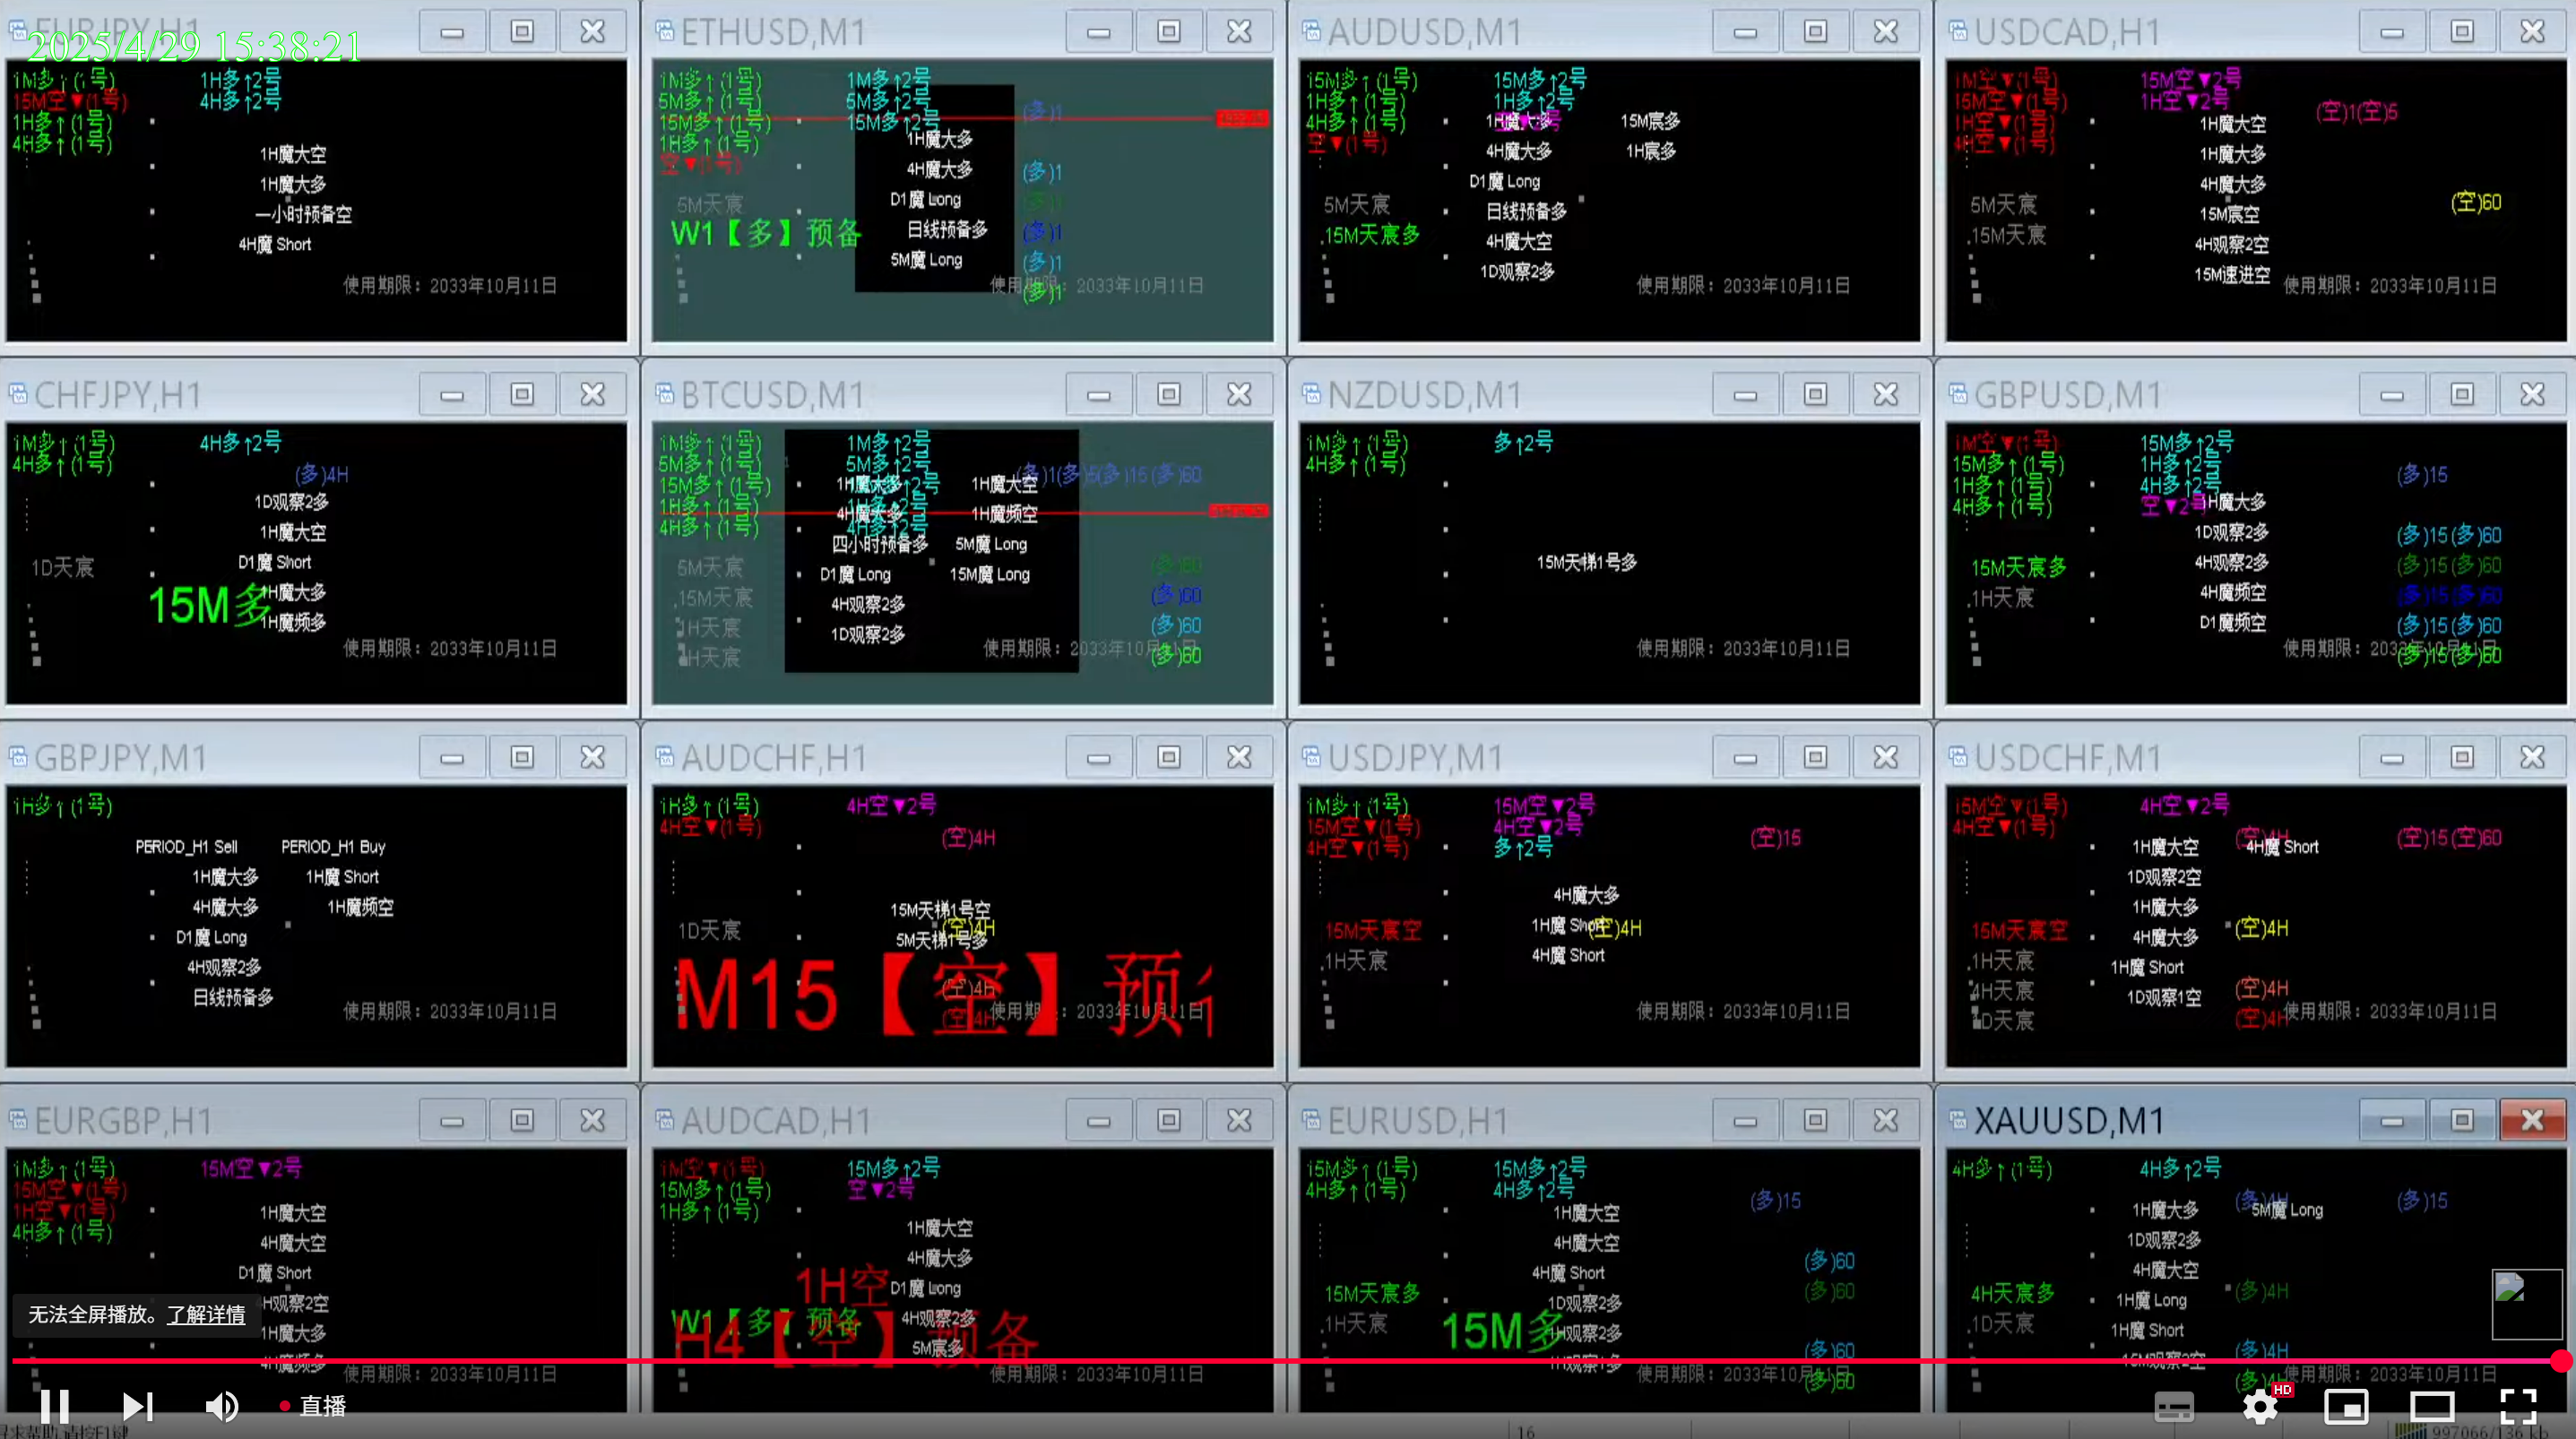 EURJPY,H1
2025/4/29 15:38:21
1M多↑(1号) 1H多↑2号
15M空▼(1号) 4H多↑2号
1H多↑(1号)
4H多↑(1号)
1H魔大空
1H魔大多
一小时预备空
4H魔 Short
使用期限：2033年10月11日
ETHUSD,M1
1M多↑(1号) 1M多↑2号
5M多↑(1号) 5M多↑2号
(多)1
15M多↑(1号) 15M多↑2号
1H多↑(1号) 1H魔大多
空▼(1号) 4H魔大多 (多)1
5M天宸 D1魔 Long
W1【多】预备 日线预备多 (多)1
5M魔 Long (多)1
使用期限：2033年10月11日
(多)1
AUDUSD,M1
15M多↑(1号) 15M多↑2号
1H多↑(1号) 1H多↑2号
4H多↑(1号) 1H魔大多 15M宸多
空▼(1号) 4H魔大多 1H宸多
D1魔 Long
5M天宸 日线预备多
.15M天宸多 4H魔大空
1D观察2多
使用期限：2033年10月11日
USDCAD,H1
1M空▼(1号) 15M空▼2号
15M空▼(1号) 1H空▼2号 (空)1(空)5
1H空▼(1号) 1H魔大空
4H空▼(1号) 1H魔大多
4H魔大多
5M天宸 15M宸空 (空)60
.15M天宸 4H观察2空
15M速进空
使用期限：2033年10月11日
CHFJPY,H1
1M多↑(1号) 4H多↑2号
4H多↑(1号) (多)4H
1D观察2多
1H魔大空
1D天宸 D1魔 Short
15M多 1H魔大多
1H魔频多
使用期限：2033年10月11日
BTCUSD,M1
1M多↑(1号) 1M多↑2号
5M多↑(1号) 5M多↑2号
(多)1(多)5(多)15(多)60
15M多↑(1号) 1H魔大多 1H魔大空
1H多↑(1号) 4H魔大多 1H魔频空
4H多↑(1号) 4H多↑2号
四小时预备多 5M魔 Long
5M天宸 D1魔 Long 15M魔 Long (多)60
.15M天宸 4H观察2多 (多)60
1H天宸 1D观察2多 (多)60
H天宸 使用期限：2033年10月11日
(多)60
NZDUSD,M1
1M多↑(1号) 多↑2号
4H多↑(1号)
15M天梯1号多
使用期限：2033年10月11日
GBPUSD,M1
1M空▼(1号) 15M多↑2号
15M多↑(1号) 1H多↑2号 (多)15
1H多↑(1号) 4H多↑2号
4H多↑(1号) 空▼2号 1H魔大多
1D观察2多 (多)15(多)60
15M天宸多 4H观察2多 (多)15(多)60
.1H天宸 4H魔频空 (多)15(多)60
D1魔频空 (多)15(多)60
使用期限：2033年10月11日
(多)15(多)60
GBPJPY,M1
1H多↑(1号)
PERIOD_H1 Sell PERIOD_H1 Buy
1H魔大多 1H魔 Short
4H魔大多 1H魔频空
D1魔 Long
4H观察2多
日线预备多
使用期限：2033年10月11日
AUDCHF,H1
1H多↑(1号) 4H空▼2号
4H空▼(1号) (空)4H
15M天梯1号空
1D天宸 (空)4H
5M天梯1号多
M15【空】预
(空)4H
(空)4H
使用期限：2033年10月11日
USDJPY,M1
1M多↑(1号) 15M空▼2号
15M空▼(1号) 4H空▼2号 (空)15
4H空▼(1号) 多↑2号
4H魔大多
15M天宸空 1H魔 Short (空)4H
.1H天宸 4H魔 Short
使用期限：2033年10月11日
USDCHF,M1
15M空▼(1号) 4H空▼2号
4H空▼(1号) (空)4H (空)15(空)60
1H魔大空 4H魔 Short
1D观察2空
1H魔大多
15M天宸空 4H魔大多 (空)4H
.1H天宸 1H魔 Short
4H天宸 1D观察1空 (空)4H
1D天宸 (空)4H
使用期限：2033年10月11日
EURGBP,H1
1M多↑(1号) 15M空▼2号
15M空▼(1号)
1H空▼(1号) 1H魔大空
4H多↑(1号) 4H魔大空
D1魔 Short
4H观察2空
无法全屏播放。了解详情
1H魔大多
4H魔频多
使用期限：2033年10月11日
AUDCAD,H1
1M空▼(1号) 15M多↑2号
15M多↑(1号) 空▼2号
1H多↑(1号) 1H魔大空
4H魔大多
1H空 D1魔 Long
W1【多】预备 4H观察2多
H4【空】预备 5M宸多
使用期限：2033年10月11日
EURUSD,H1
15M多↑(1号) 15M多↑2号
4H多↑(1号) 4H多↑2号 (多)15
1H魔大空
4H魔大空
4H魔 Short (多)60
15M天宸多 1D观察2多 (多)60
.1H天宸 15M多 1H观察2多
1H观察1多 (多)60
使用期限：2033年10月11日
(多)60
XAUUSD,M1
4H多↑(1号) 4H多↑2号
(多)4H (多)15
1H魔大多 5M魔 Long
1D观察2多
4H魔大空
4H天宸多 1H魔 Long (多)4H
.1D天宸 1H魔 Short
15M观察2空 (多)4H
使用期限：2033年10月11日
(多)4H
直播
HD
16
997066/136 kb